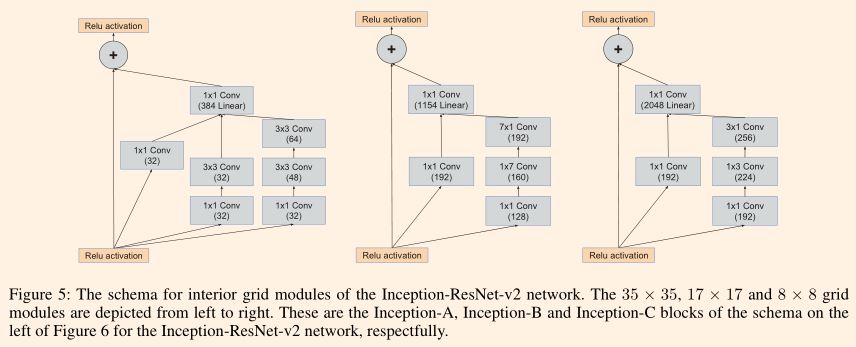 Relu activation
+
1x1 Conv
(384 Linear)
1x1 Conv
(32)
3x3 Conv
(32)
1x1 Conv
(32)
3x3 Conv
(64)
3x3 Conv
(48)
1x1 Conv
(32)
Relu activation
Relu activation
+
1x1 Conv
(1154 Linear)
1x1 Conv
(192)
7x1 Conv
(192)
1x7 Conv
(160)
1x1 Conv
(128)
Relu activation
Relu activation
+
1x1 Conv
(2048 Linear)
1x1 Conv
(192)
3x1 Conv
(256)
1x3 Conv
(224)
1x1 Conv
(192)
Relu activation
Figure 5: The schema for interior grid modules of the Inception-ResNet-v2 network. The 35 × 35, 17 × 17 and 8 × 8 grid
modules are depicted from left to right. These are the Inception-A, Inception-B and Inception-C blocks of the schema on the
left of Figure 6 for the Inception-ResNet-v2 network, respectfully.